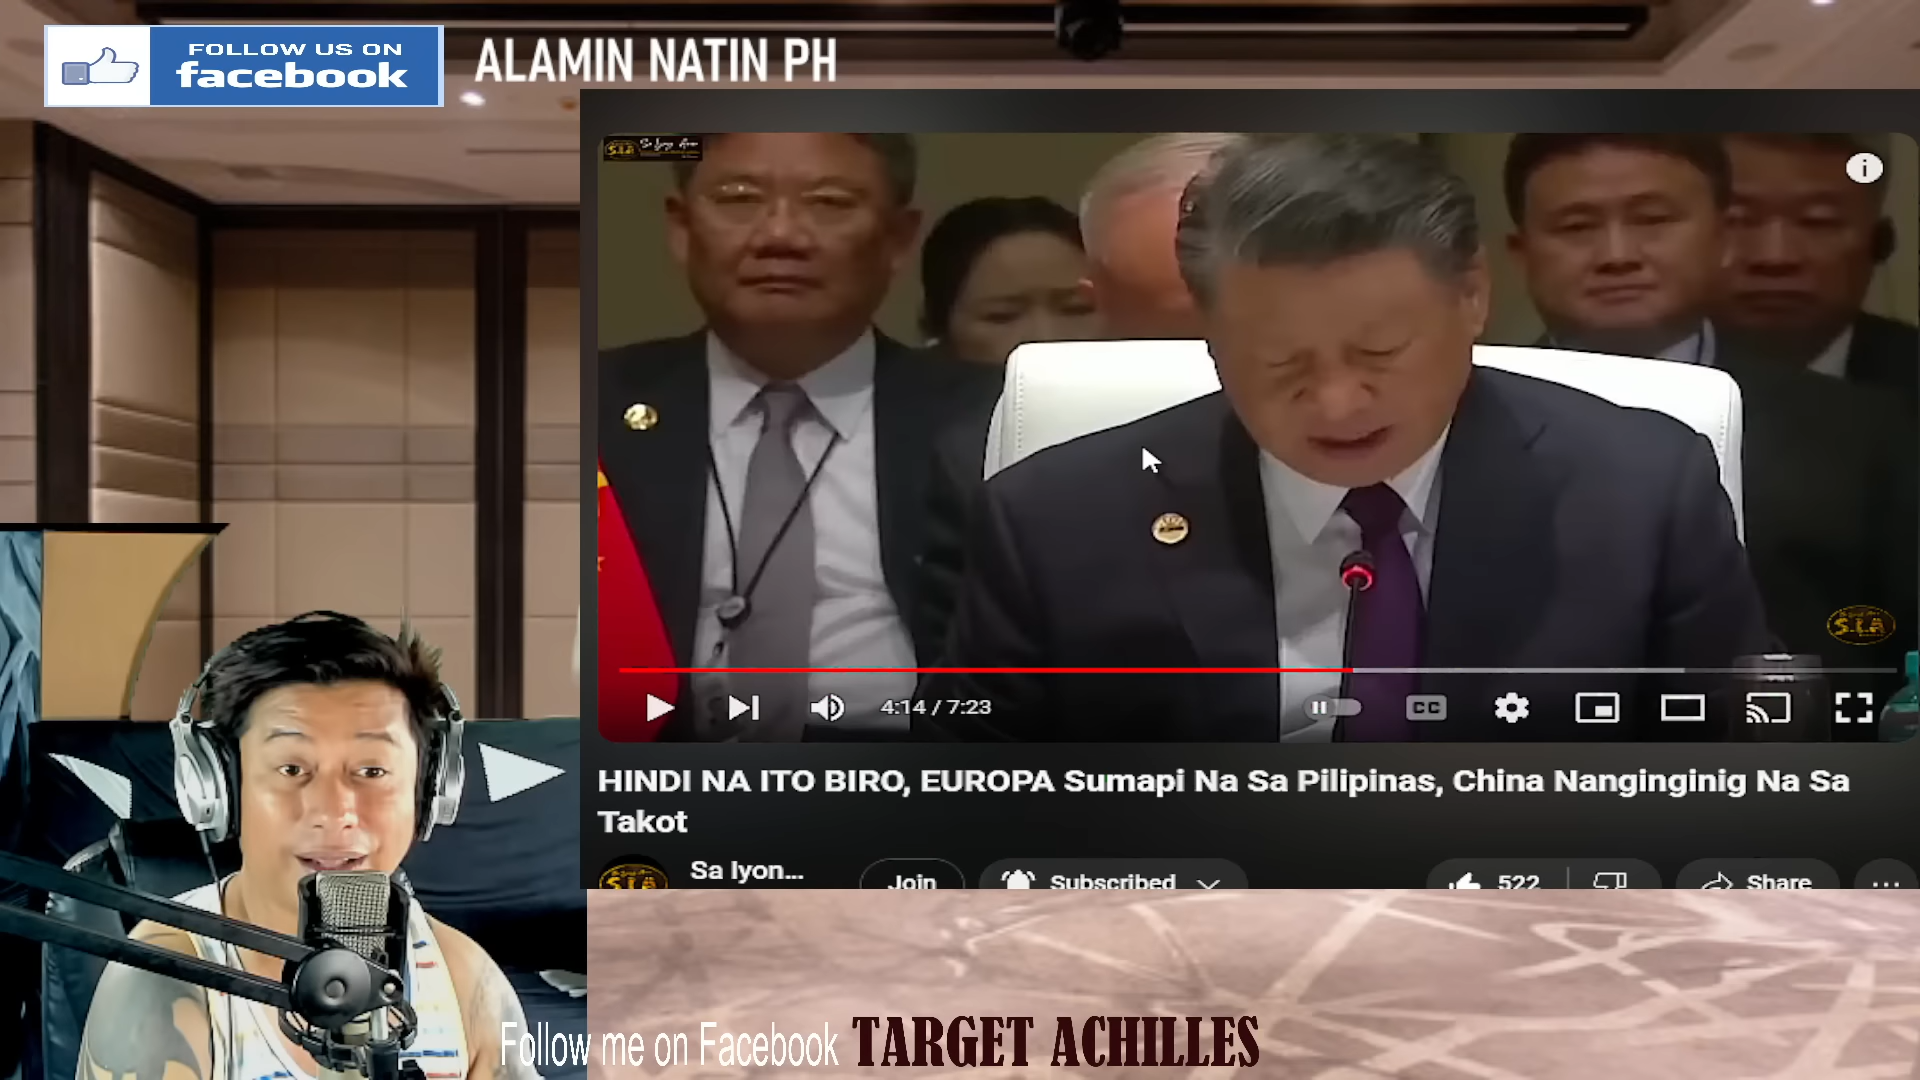 FOLLOW US ON
facebook
ALAMIN NATIN PH
S.I.A
i
S.I.A
4:14 / 7:23
CC
HINDI NA ITO BIRO, EUROPA Sumapi Na Sa Pilipinas, China Nanginginig Na Sa
Takot
S.I.A
Sa Iyon...
Join
Subscribed
522
Share
Follow me on Facebook TARGET ACHILLES